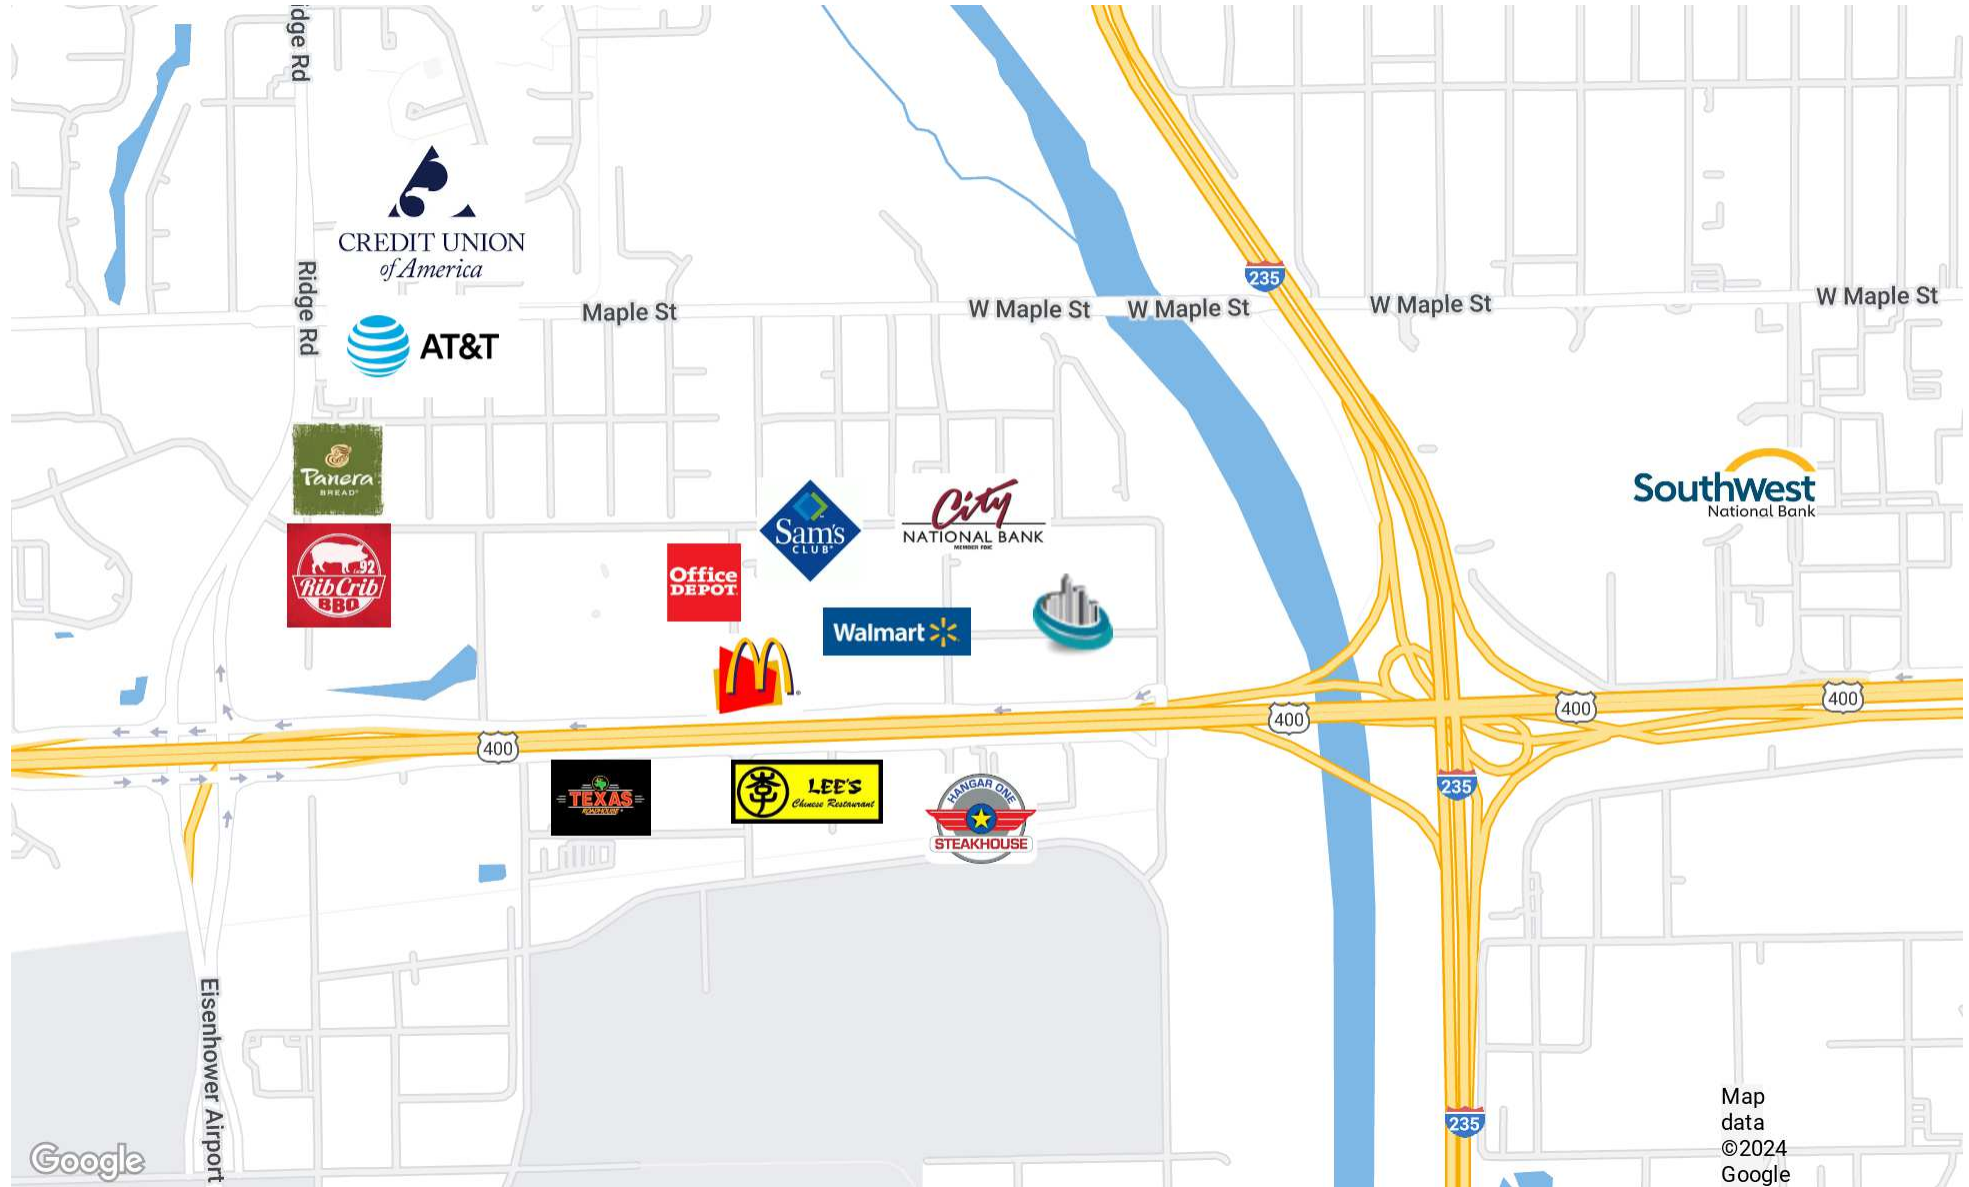 idge Rd
CREDIT UNION
of America
235
Ridge Rd
Maple St
W Maple St
W Maple St
W Maple St
W Maple St
AT&T
Panera
BREAD®
SouthWest
National Bank
Sam's
CLUB
City
NATIONAL BANK
MEMBER FDIC
.92
Rib Crib
BBQ
Office
DEPOT
Walmart
400
400
400
400
TEXAS
ROADHOUSE
LEE'S
Chinese Restaurant
HANGAR ONE
STEAKHOUSE
235
Eisenhower Airport
235
Map
data
©2024
Google
Google